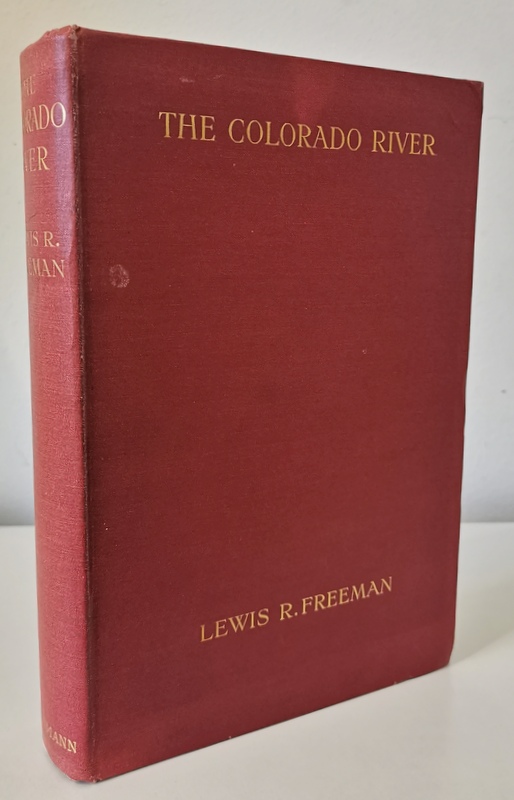 THE COLORADO RIVER
LEWIS R. FREEMAN
R.